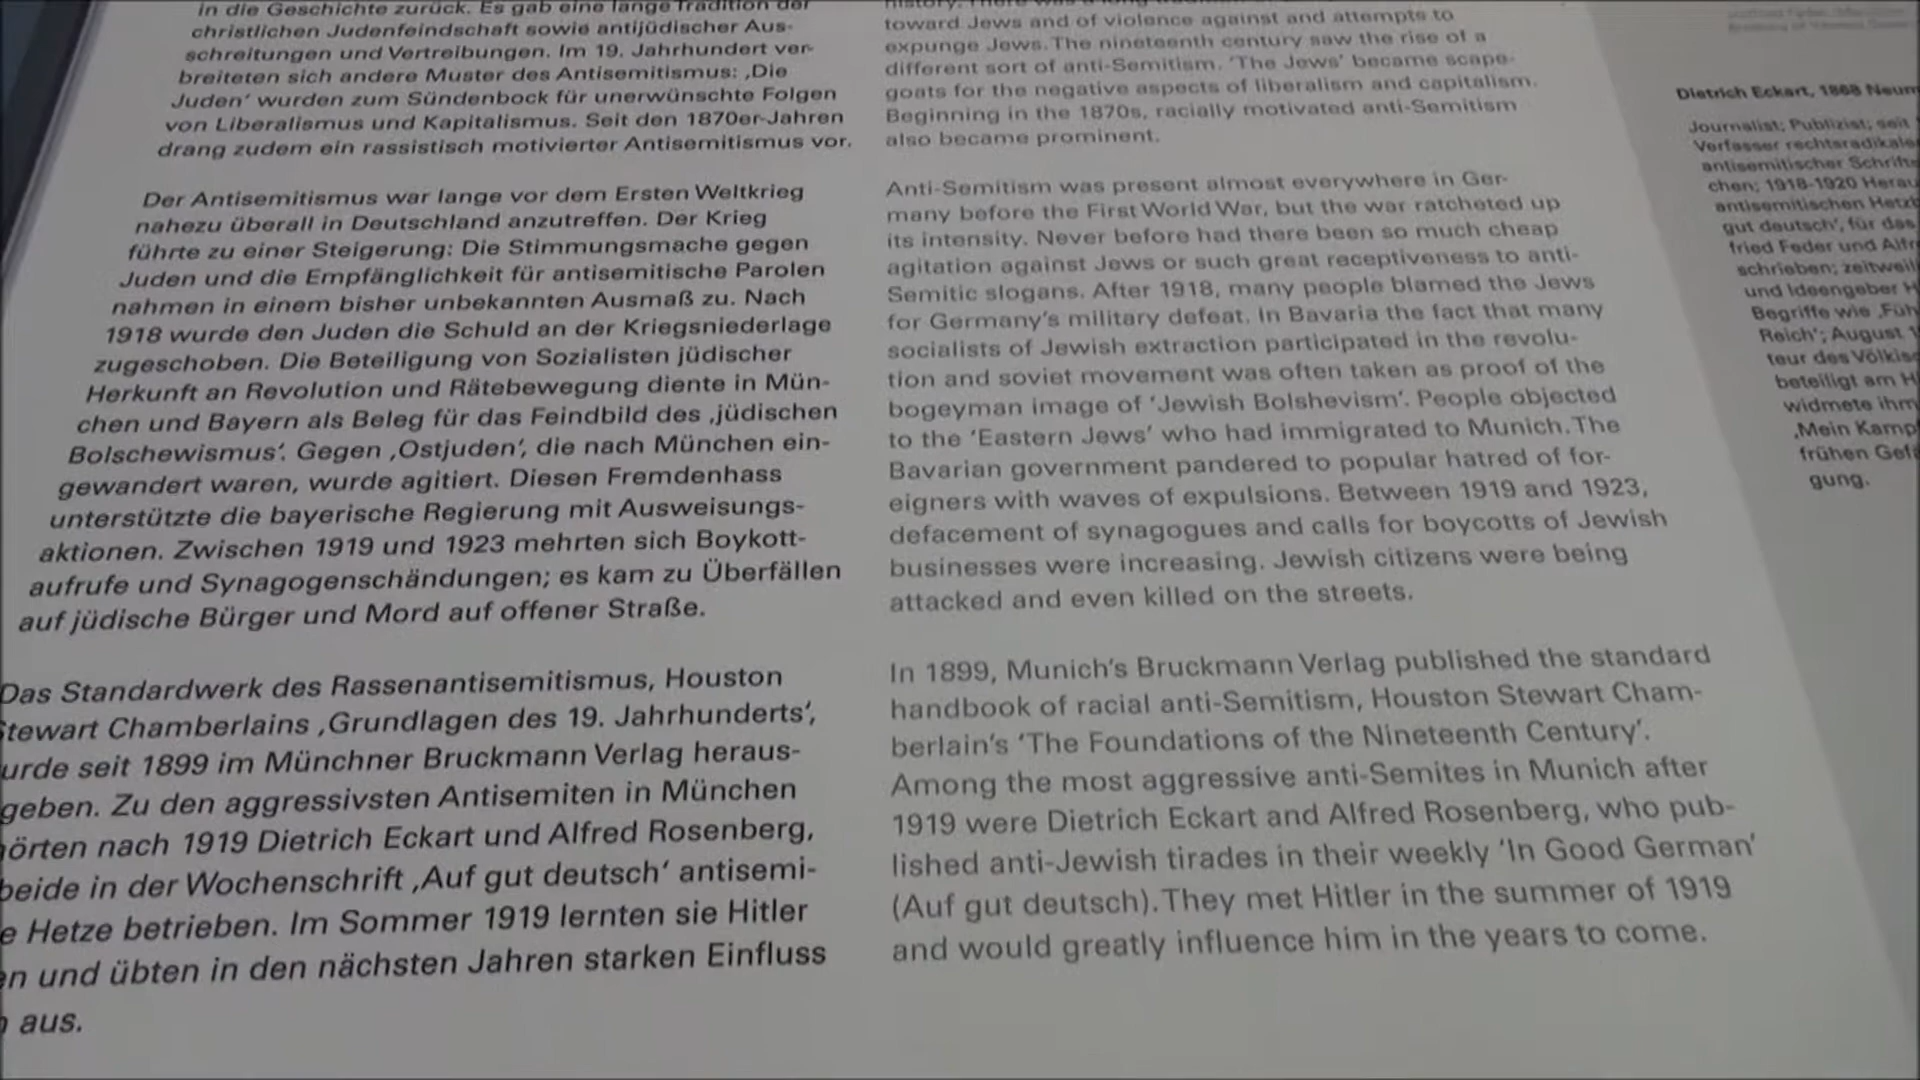 in die Geschichte zurück. Es gab eine lange Tradition der
christlichen Judenfeindschaft sowie antijüdischer Aus-
schreitungen und Vertreibungen. Im 19. Jahrhundert ver-
breiteten sich andere Muster des Antisemitismus: ‚Die
Juden‘ wurden zum Sündenbock für unerwünschte Folgen
von Liberalismus und Kapitalismus. Seit den 1870er-Jahren
drang zudem ein rassistisch motivierter Antisemitismus vor.
Der Antisemitismus war lange vor dem Ersten Weltkrieg
nahezu überall in Deutschland anzutreffen. Der Krieg
führte zu einer Steigerung: Die Stimmungsmache gegen
Juden und die Empfänglichkeit für antisemitische Parolen
nahmen in einem bisher unbekannten Ausmaß zu. Nach
1918 wurde den Juden die Schuld an der Kriegsniederlage
zugeschoben. Die Beteiligung von Sozialisten jüdischer
Herkunft an Revolution und Rätebewegung diente in Mün-
chen und Bayern als Beleg für das Feindbild des ‚jüdischen
Bolschewismus‘. Gegen ‚Ostjuden‘, die nach München ein-
gewandert waren, wurde agitiert. Diesen Fremdenhass
unterstützte die bayerische Regierung mit Ausweisungs-
aktionen. Zwischen 1919 und 1923 mehrten sich Boykott-
aufrufe und Synagogenschändungen; es kam zu Überfällen
auf jüdische Bürger und Mord auf offener Straße.
Das Standardwerk des Rassenantisemitismus, Houston
Stewart Chamberlains ‚Grundlagen des 19. Jahrhunderts‘,
urde seit 1899 im Münchner Bruckmann Verlag heraus-
geben. Zu den aggressivsten Antisemiten in München
örten nach 1919 Dietrich Eckart und Alfred Rosenberg,
beide in der Wochenschrift ‚Auf gut deutsch‘ antisemi-
e Hetze betrieben. Im Sommer 1919 lernten sie Hitler
en und übten in den nächsten Jahren starken Einfluss
aus.
toward Jews and of violence against and attempts to
expunge Jews. The nineteenth century saw the rise of a
different sort of anti-Semitism. ‘The Jews’ became scape-
goats for the negative aspects of liberalism and capitalism.
Beginning in the 1870s, racially motivated anti-Semitism
also became prominent.
Anti-Semitism was present almost everywhere in Ger-
many before the First World War, but the war ratcheted up
its intensity. Never before had there been so much cheap
agitation against Jews or such great receptiveness to anti-
Semitic slogans. After 1918, many people blamed the Jews
for Germany’s military defeat. In Bavaria the fact that many
socialists of Jewish extraction participated in the revolu-
tion and soviet movement was often taken as proof of the
bogeyman image of ‘Jewish Bolshevism’. People objected
to the ‘Eastern Jews’ who had immigrated to Munich. The
Bavarian government pandered to popular hatred of for-
eigners with waves of expulsions. Between 1919 and 1923,
defacement of synagogues and calls for boycotts of Jewish
businesses were increasing. Jewish citizens were being
attacked and even killed on the streets.
In 1899, Munich’s Bruckmann Verlag published the standard
handbook of racial anti-Semitism, Houston Stewart Cham-
berlain’s ‘The Foundations of the Nineteenth Century’.
Among the most aggressive anti-Semites in Munich after
1919 were Dietrich Eckart and Alfred Rosenberg, who pub-
lished anti-Jewish tirades in their weekly ‘In Good German’
(Auf gut deutsch). They met Hitler in the summer of 1919
and would greatly influence him in the years to come.
Dietrich Eckart, 1868 Neum
Journalist; Publizist; seit
Verfasser rechtsradikale
antisemitischer Schrifte
chen; 1918-1920 Herau
antisemitischen Hetzb
gut deutsch‘, für das
fried Feder und Alfre
schrieben; zeitweil
und Ideengeber H
Begriffe wie ‚Füh
Reich‘; August 1
teur des Völkisc
beteiligt am H
widmete ihm
‚Mein Kampf
frühen Gefä
gung.